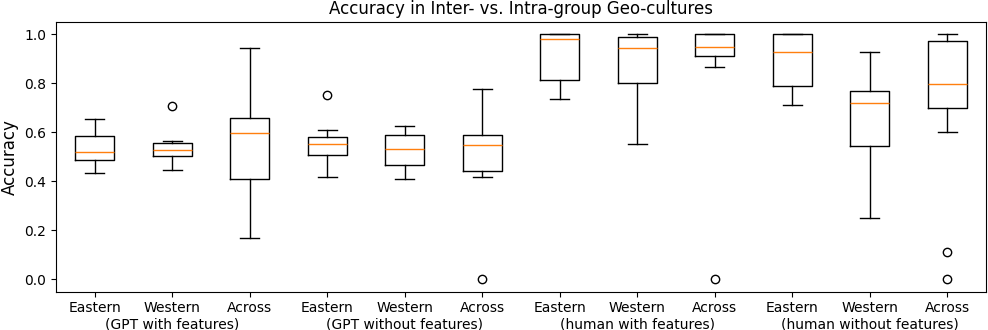 Accuracy in Inter- vs. Intra-group Geo-cultures
Accuracy
1.0
0.8
0.6
0.4
0.2
0.0
Eastern Western Across Eastern Western Across Eastern Western Across Eastern Western Across
(GPT with features) (GPT without features) (human with features) (human without features)